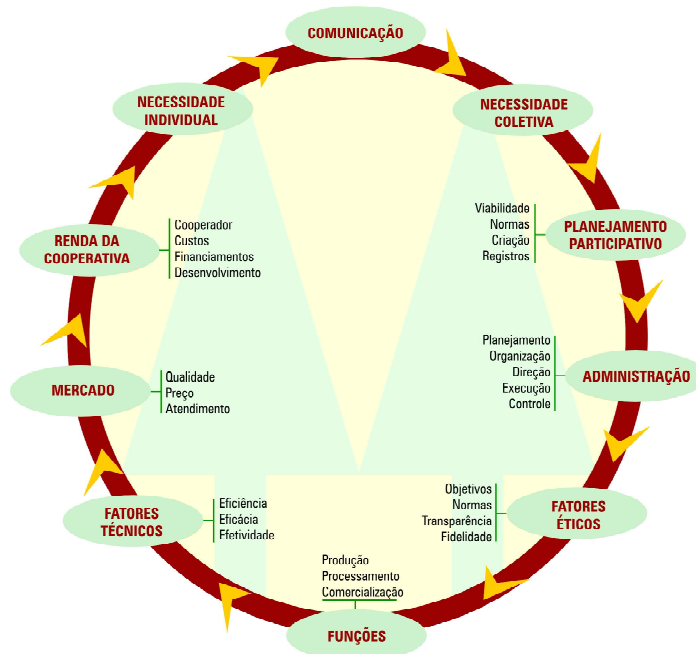 COMUNICAÇÃO
NECESSIDADE
COLETIVA
Viabilidade
Normas
Criação
Registros
PLANEJAMENTO
PARTICIPATIVO
Planejamento
Organização
Direção
Execução
Controle
ADMINISTRAÇÃO
Objetivos
Normas
Transparência
Fidelidade
FATORES
ÉTICOS
Produção
Processamento
Comercialização
FUNÇÕES
FATORES
TÉCNICOS
Eficiência
Eficácia
Efetividade
MERCADO
Qualidade
Preço
Atendimento
RENDA DA
COOPERATIVA
Cooperador
Custos
Financiamentos
Desenvolvimento
NECESSIDADE
INDIVIDUAL